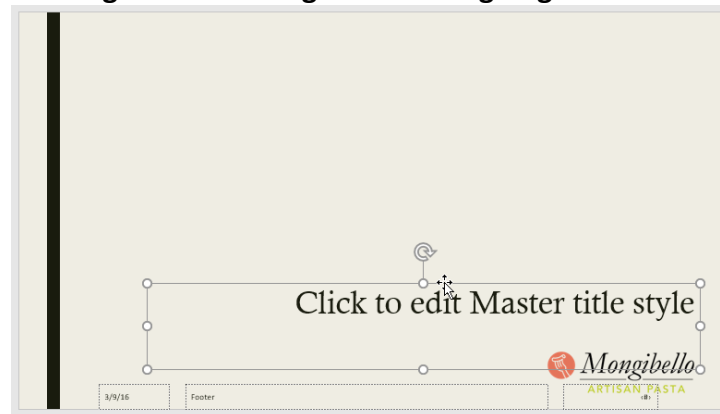 Click to edit Master title style
Mongibello
ARTISAN PASTA
3/9/16
Footer
‹#›